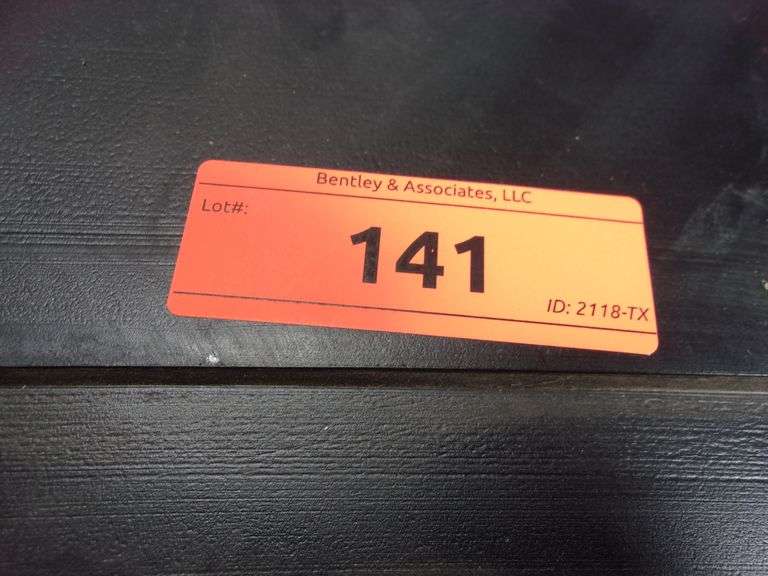 Bentley & Associates, LLC
Lot#:
141
ID: 2118-TX